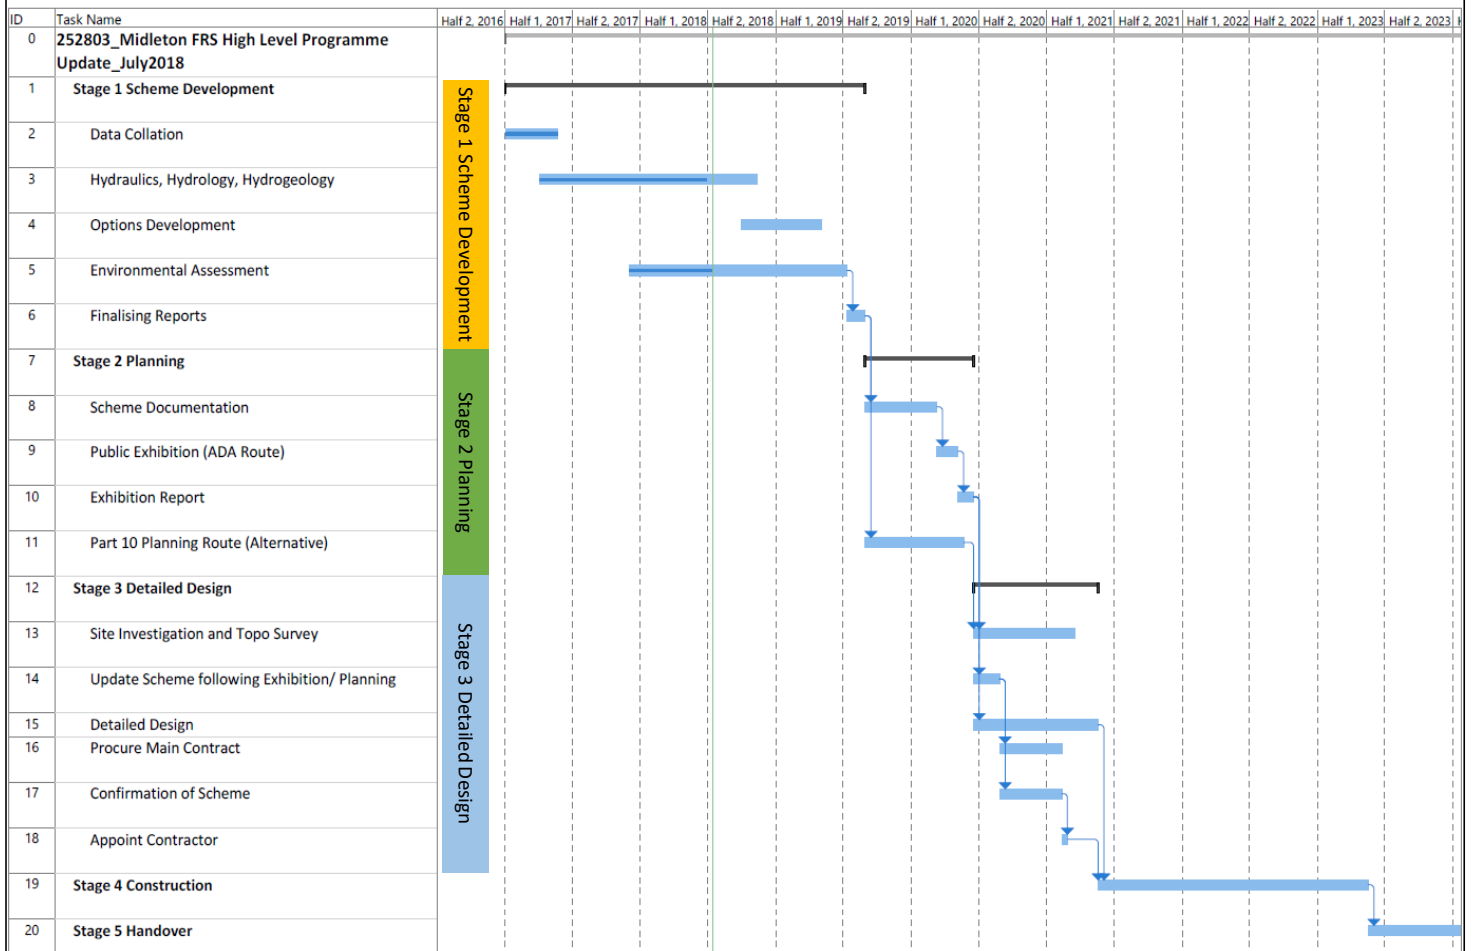 ID Task Name Half 2, 2016 Half 1, 2017 Half 2, 2017 Half 1, 2018 Half 2, 2018 Half 1, 2019 Half 2, 2019 Half 1, 2020 Half 2, 2020 Half 1, 2021 Half 2, 2021 Half 1, 2022 Half 2, 2022 Half 1, 2023 Half 2, 2023 H
0 252803_Midleton FRS High Level Programme
Update_July2018
1 Stage 1 Scheme Development
2 Data Collation
3 Hydraulics, Hydrology, Hydrogeology
4 Options Development
5 Environmental Assessment
6 Finalising Reports
7 Stage 2 Planning
8 Scheme Documentation
9 Public Exhibition (ADA Route)
10 Exhibition Report
11 Part 10 Planning Route (Alternative)
12 Stage 3 Detailed Design
13 Site Investigation and Topo Survey
14 Update Scheme following Exhibition/ Planning
15 Detailed Design
16 Procure Main Contract
17 Confirmation of Scheme
18 Appoint Contractor
19 Stage 4 Construction
20 Stage 5 Handover
Stage 1 Scheme Development
Stage 2 Planning
Stage 3 Detailed Design